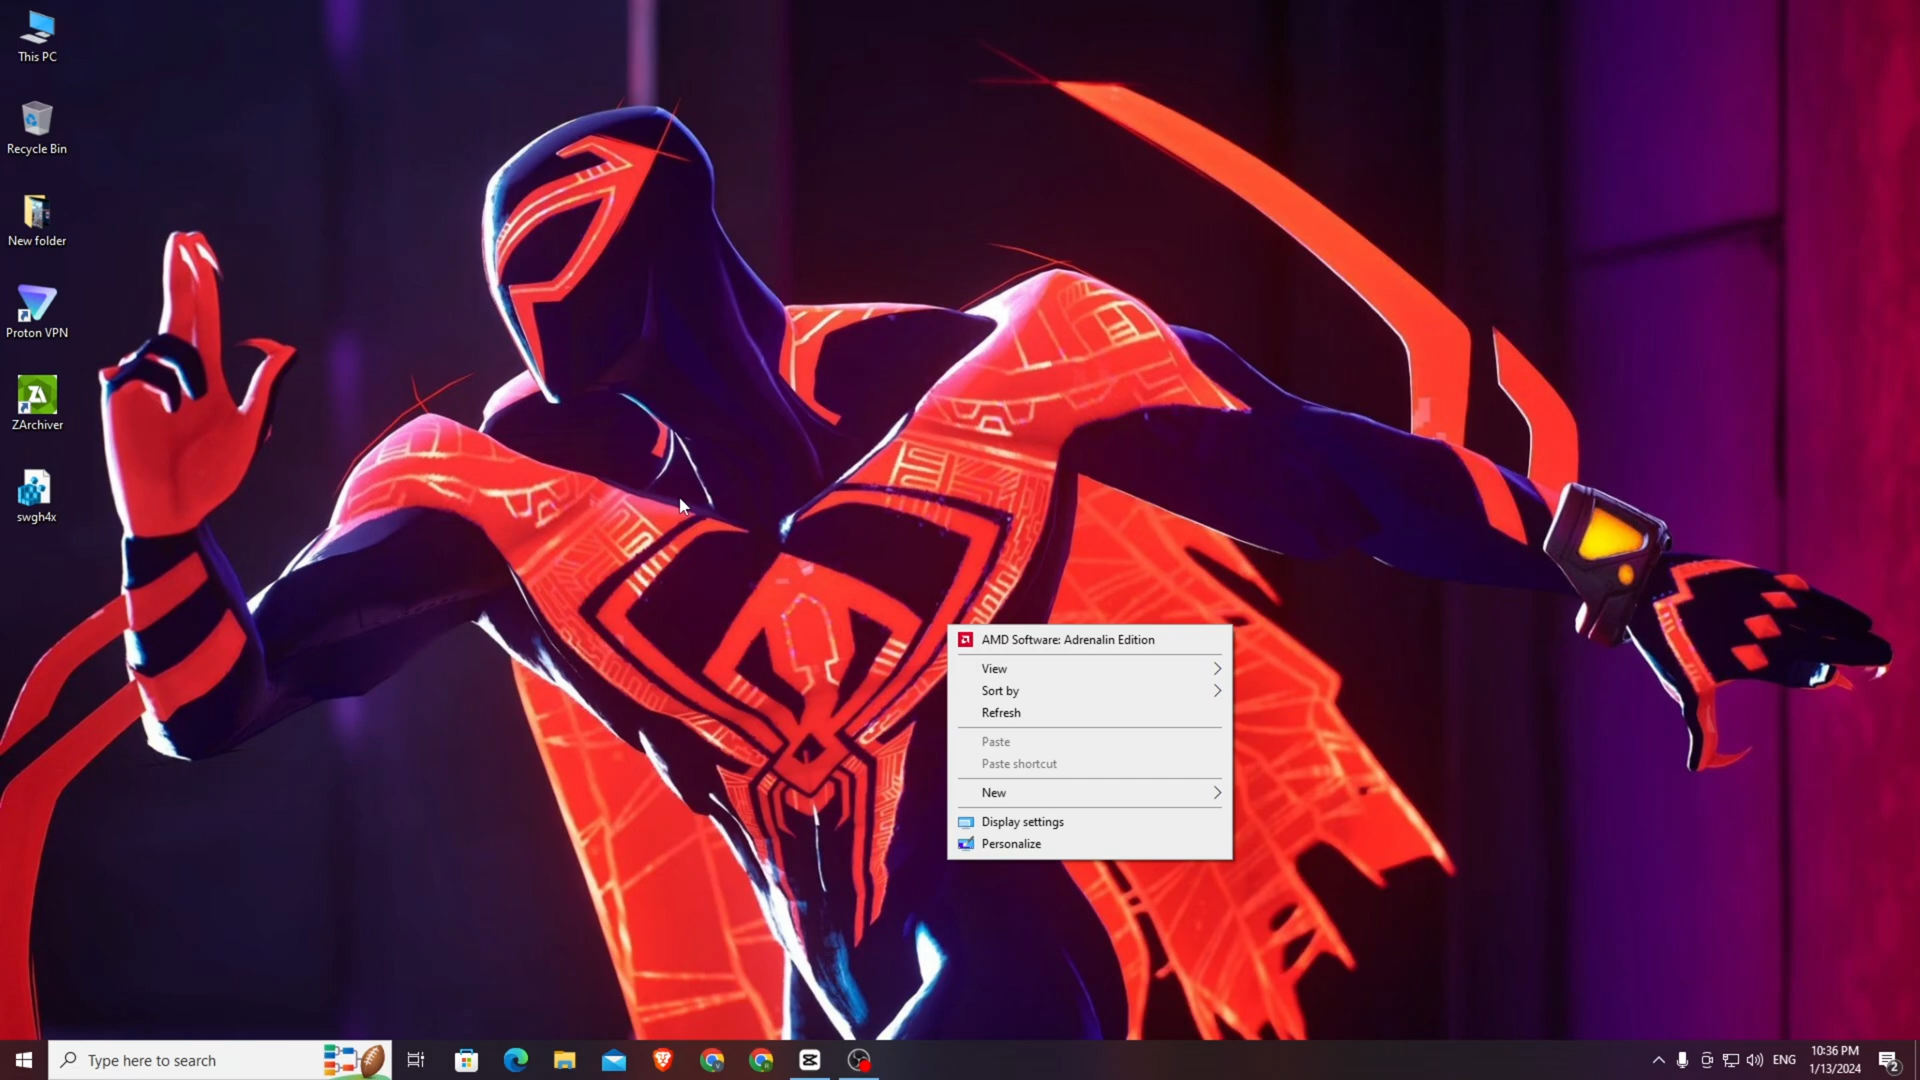 This PC
Recycle Bin
New folder
Proton VPN
ZArchiver
swgh4x
AMD Software: Adrenalin Edition
View
Sort by
Refresh
Paste
Paste shortcut
New
Display settings
Personalize
Type here to search
ENG
10:36 PM
1/13/2024
2